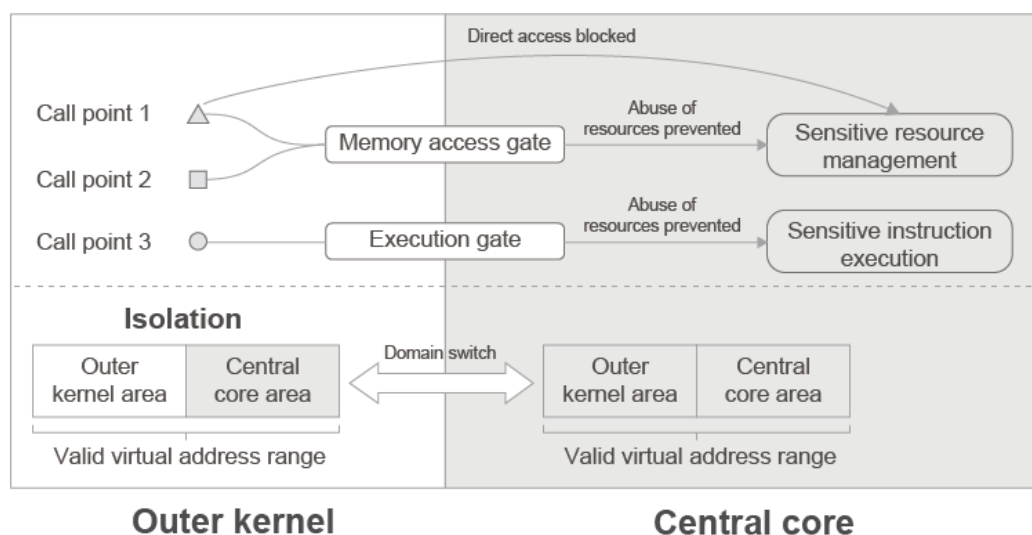 Direct access blocked
Call point 1
Abuse of
resources prevented
Memory access gate
Sensitive resource
management
Call point 2
Abuse of
resources prevented
Call point 3
Execution gate
Sensitive instruction
execution
Isolation
Outer
kernel area
Central
core area
Domain switch
Outer
kernel area
Central
core area
Valid virtual address range
Valid virtual address range
Outer kernel
Central core